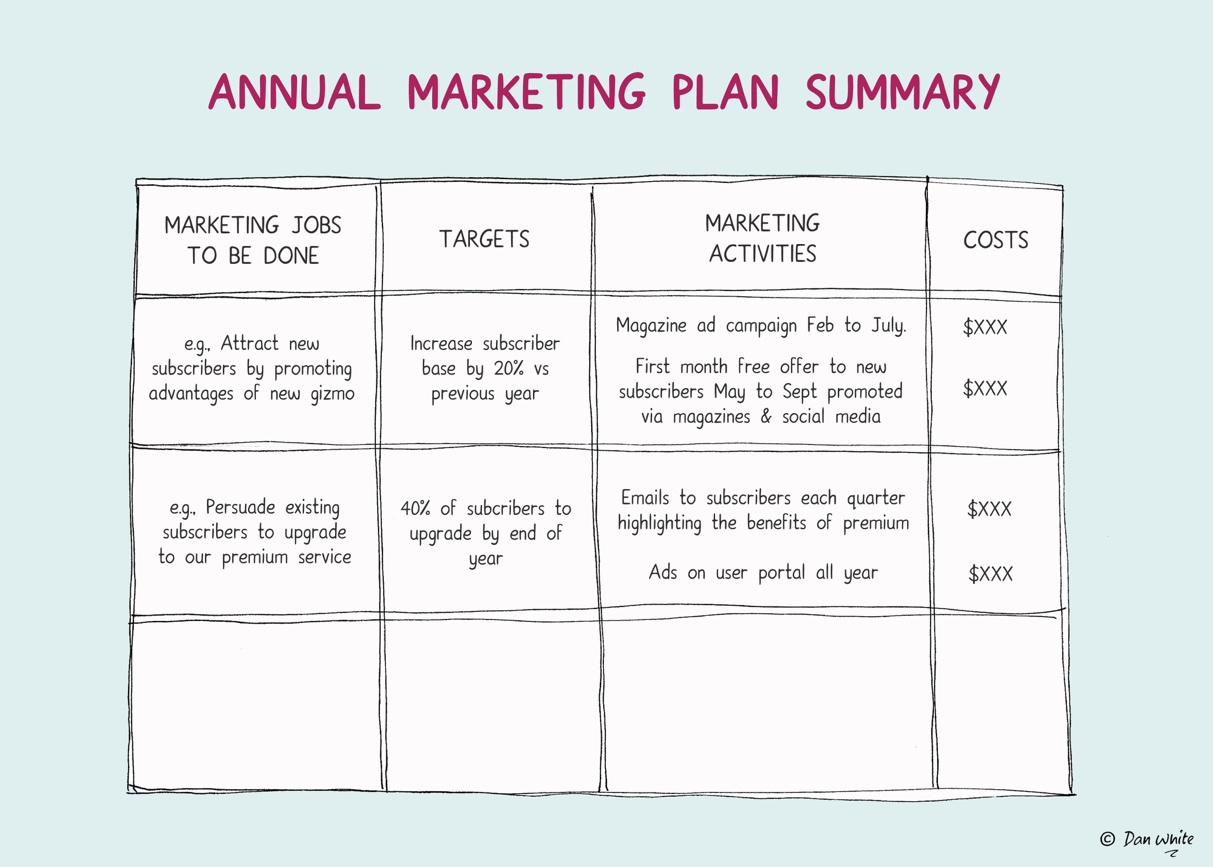 ANNUAL MARKETING PLAN SUMMARY
MARKETING JOBS
TO BE DONE
TARGETS
MARKETING
ACTIVITIES
COSTS
e.g., Attract new
subscribers by promoting
advantages of new gizmo
Increase subscriber
base by 20% vs
previous year
Magazine ad campaign Feb to July.
First month free offer to new
subscribers May to Sept promoted
via magazines & social media
$XXX
$XXX
e.g., Persuade existing
subscribers to upgrade
to our premium service
40% of subcribers to
upgrade by end of
year
Emails to subscribers each quarter
highlighting the benefits of premium
Ads on user portal all year
$XXX
$XXX
© Dan White